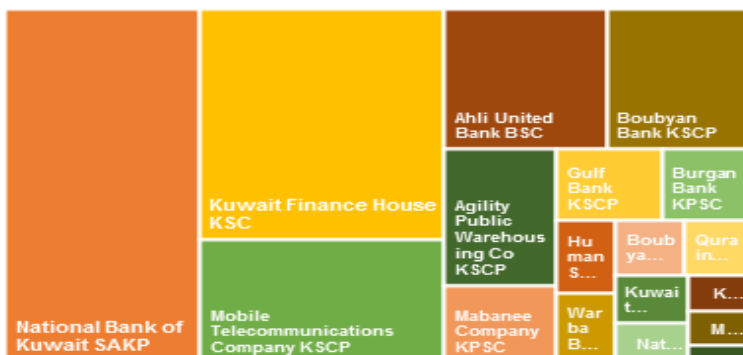 National Bank of
Kuwait SAKP
Kuwait Finance House
KSC
Mobile
Telecommunications
Company KSCP
Ahli United
Bank BSC
Boubyan
Bank KSCP
Agility
Public
Warehous
ing Co
KSCP
Mabanee
Company
KPSC
Gulf
Bank
KSCP
Burgan
Bank
KPSC
Hu
man
S...
Boub
ya...
Qura
in...
War
ba
B...
Kuwai
t...
Nat...
K...
M...